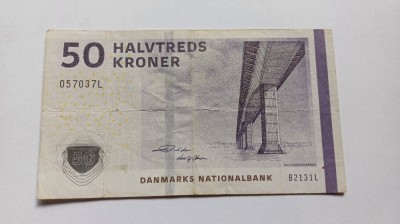 50 HALVTREDS
KRONER
057037L
50
DANMARKS NATIONALBANK
B2131L